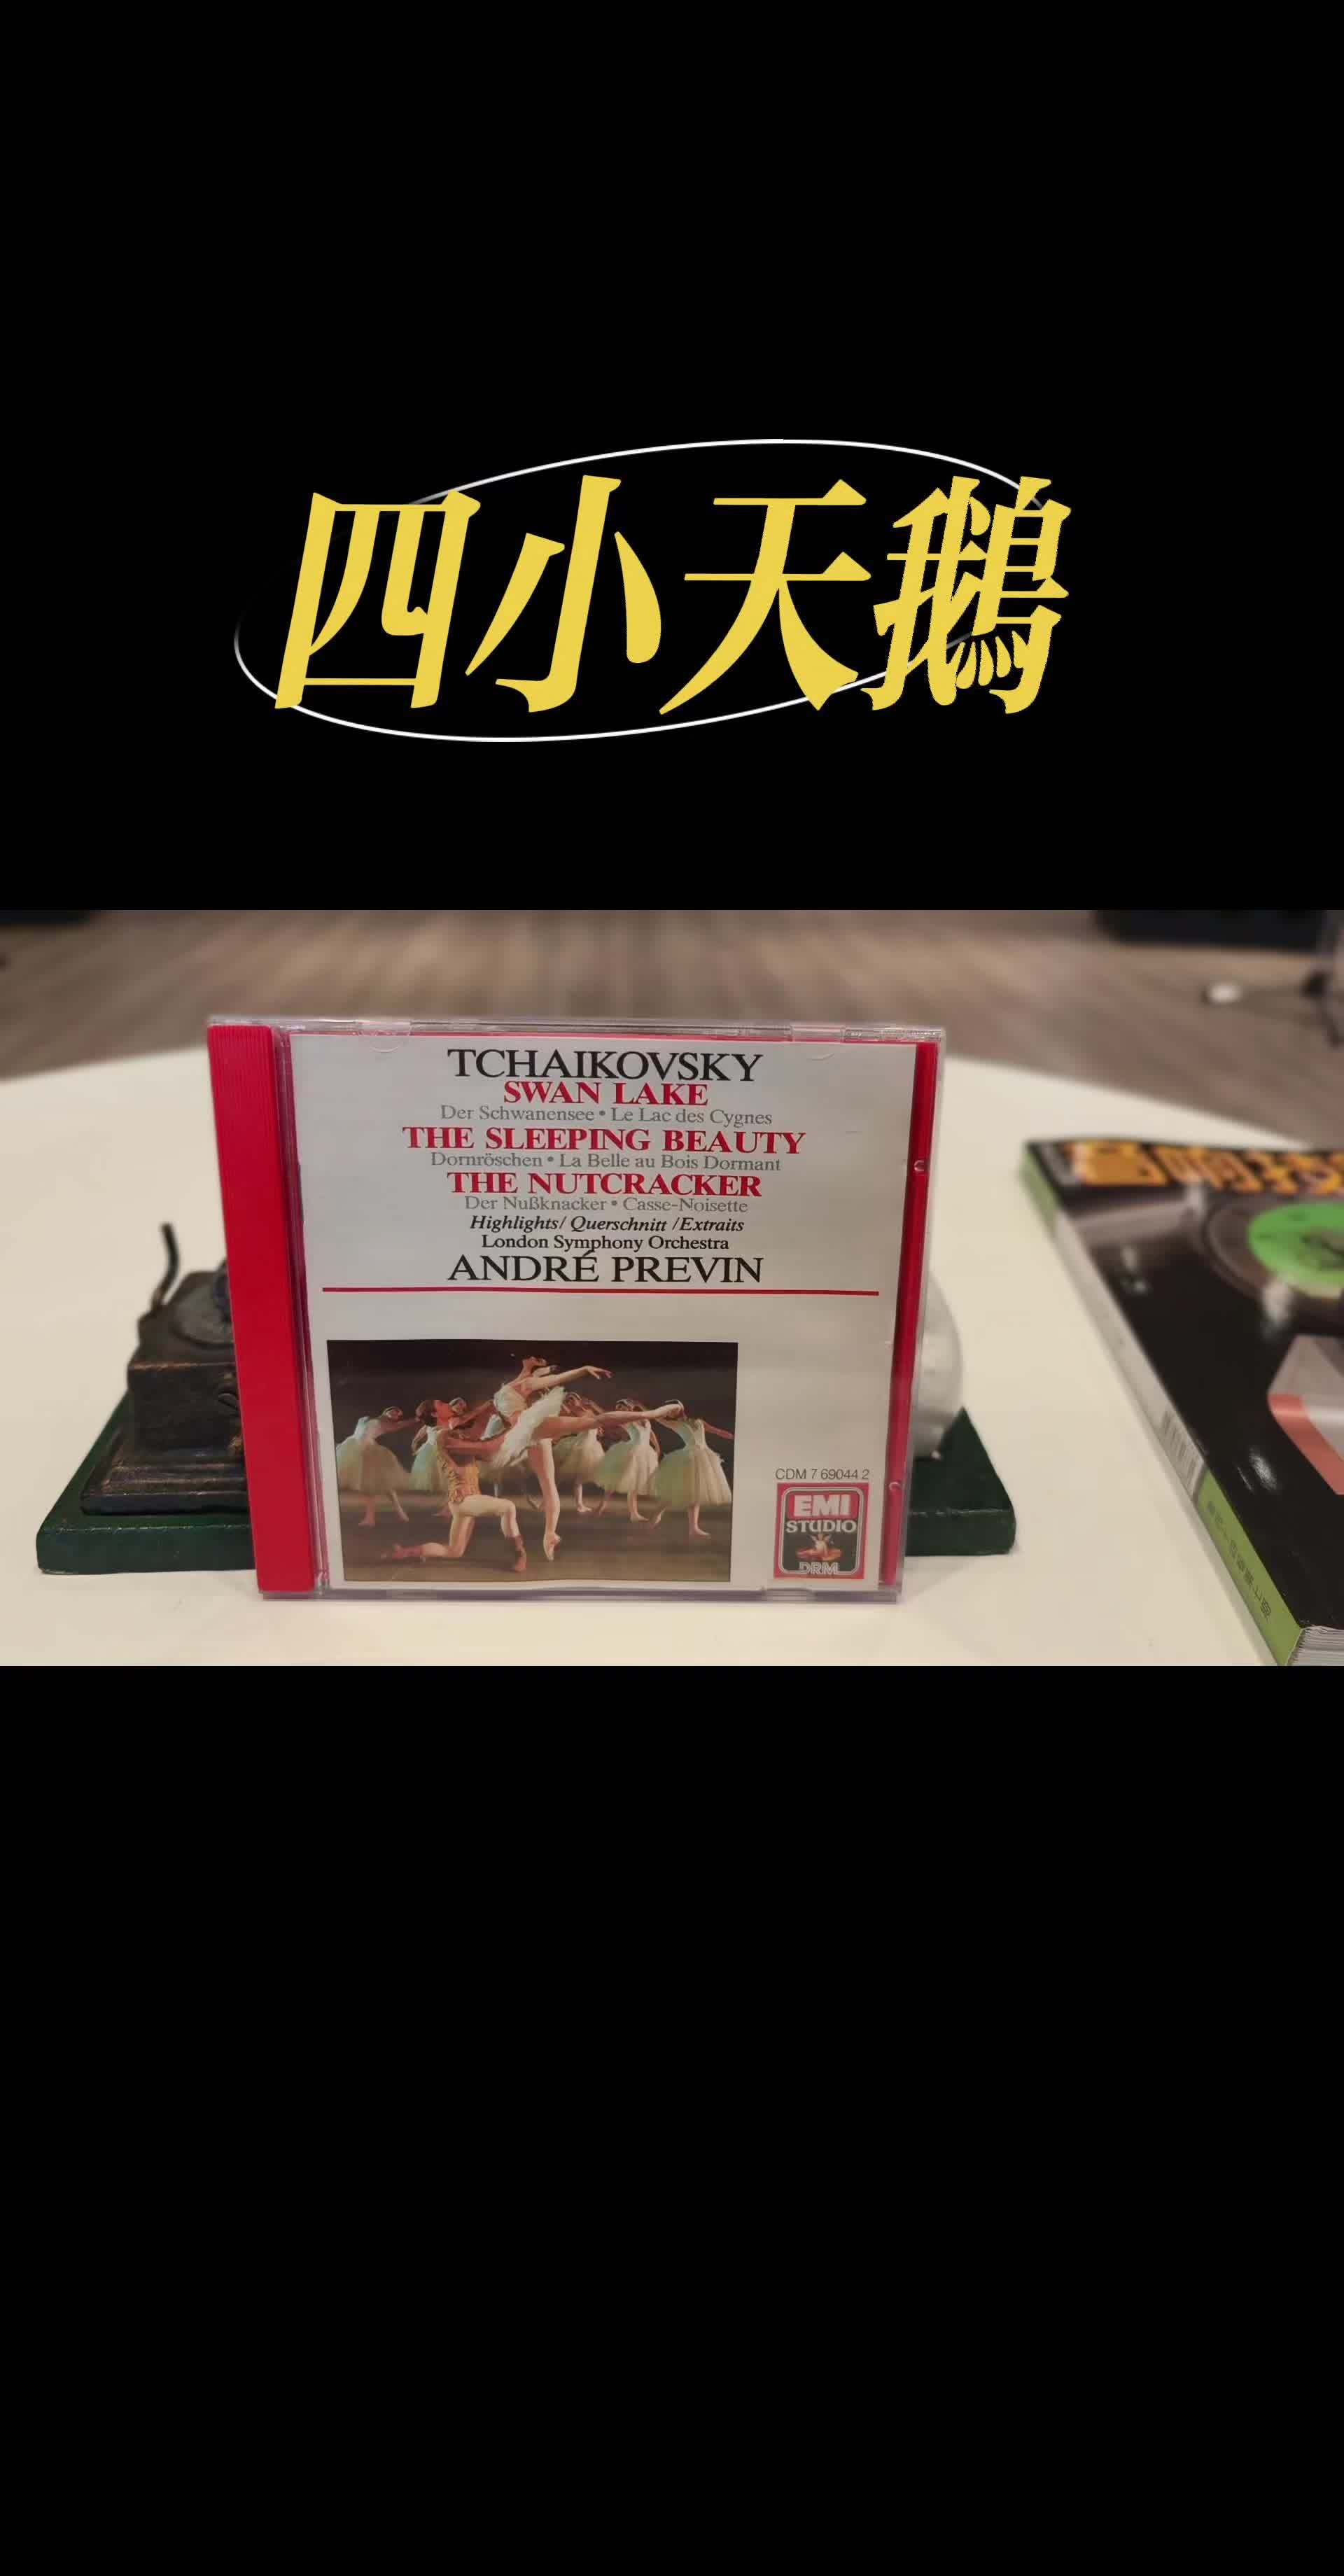 四小天鵝
TCHAIKOVSKY
SWAN LAKE
Der Schwanensee • Le Lac des Cygnes
THE SLEEPING BEAUTY
Dornröschen • La Belle au Bois Dormant
THE NUTCRACKER
Der Nußknacker • Casse-Noisette
Highlights/ Querschnitt /Extraits
London Symphony Orchestra
ANDRÉ PREVIN
CDM 7 69044 2
EMI
STUDIO
DRM